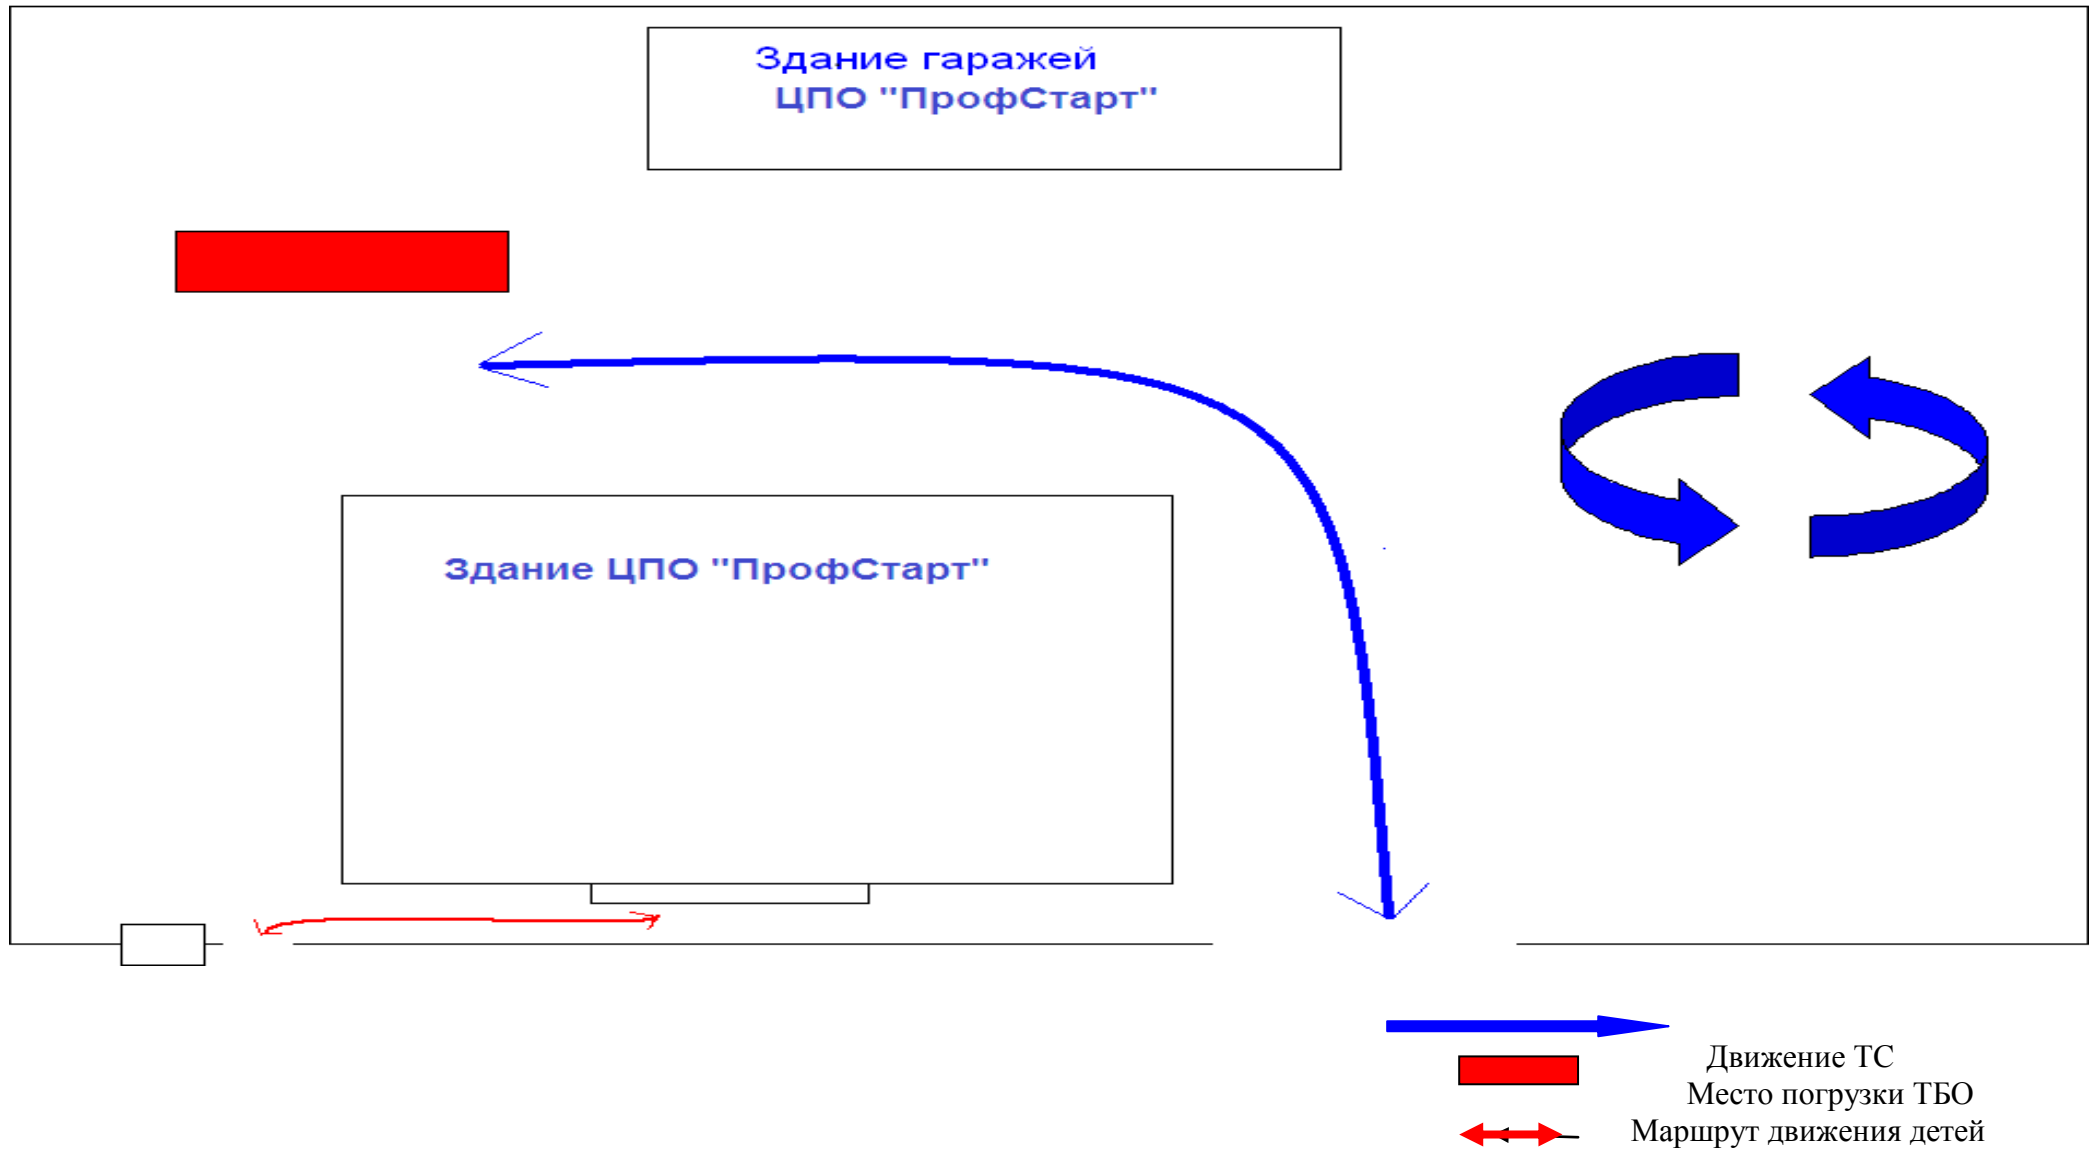 Здание гаражей
ЦПО "ПрофСтарт"
Здание ЦПО "ПрофСтарт"
Движение ТС
Место погрузки ТБО
Маршрут движения детей